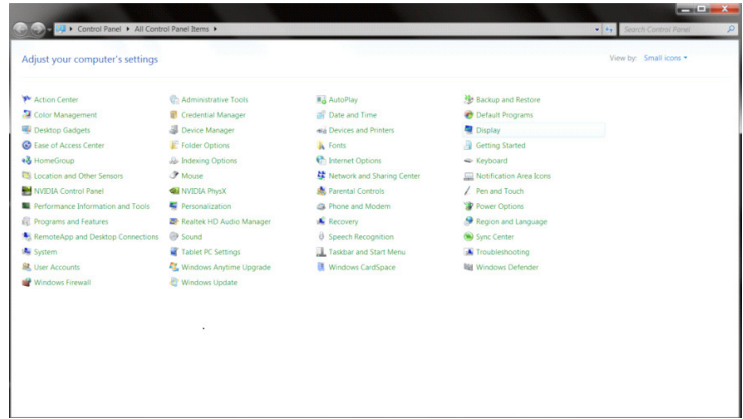 Control Panel All Control Panel Items Search Control Panel
Adjust your computer's settings View by: Small icons
Action Center Administrative Tools AutoPlay Backup and Restore
Color Management Credential Manager Date and Time Default Programs
Desktop Gadgets Device Manager Devices and Printers Display
Ease of Access Center Folder Options Fonts Getting Started
HomeGroup Indexing Options Internet Options Keyboard
Location and Other Sensors Mouse Network and Sharing Center Notification Area Icons
NVIDIA Control Panel NVIDIA PhysX Parental Controls Pen and Touch
Performance Information and Tools Personalization Phone and Modem Power Options
Programs and Features Realtek HD Audio Manager Recovery Region and Language
RemoteApp and Desktop Connections Sound Speech Recognition Sync Center
System Tablet PC Settings Taskbar and Start Menu Troubleshooting
User Accounts Windows Anytime Upgrade Windows CardSpace Windows Defender
Windows Firewall Windows Update